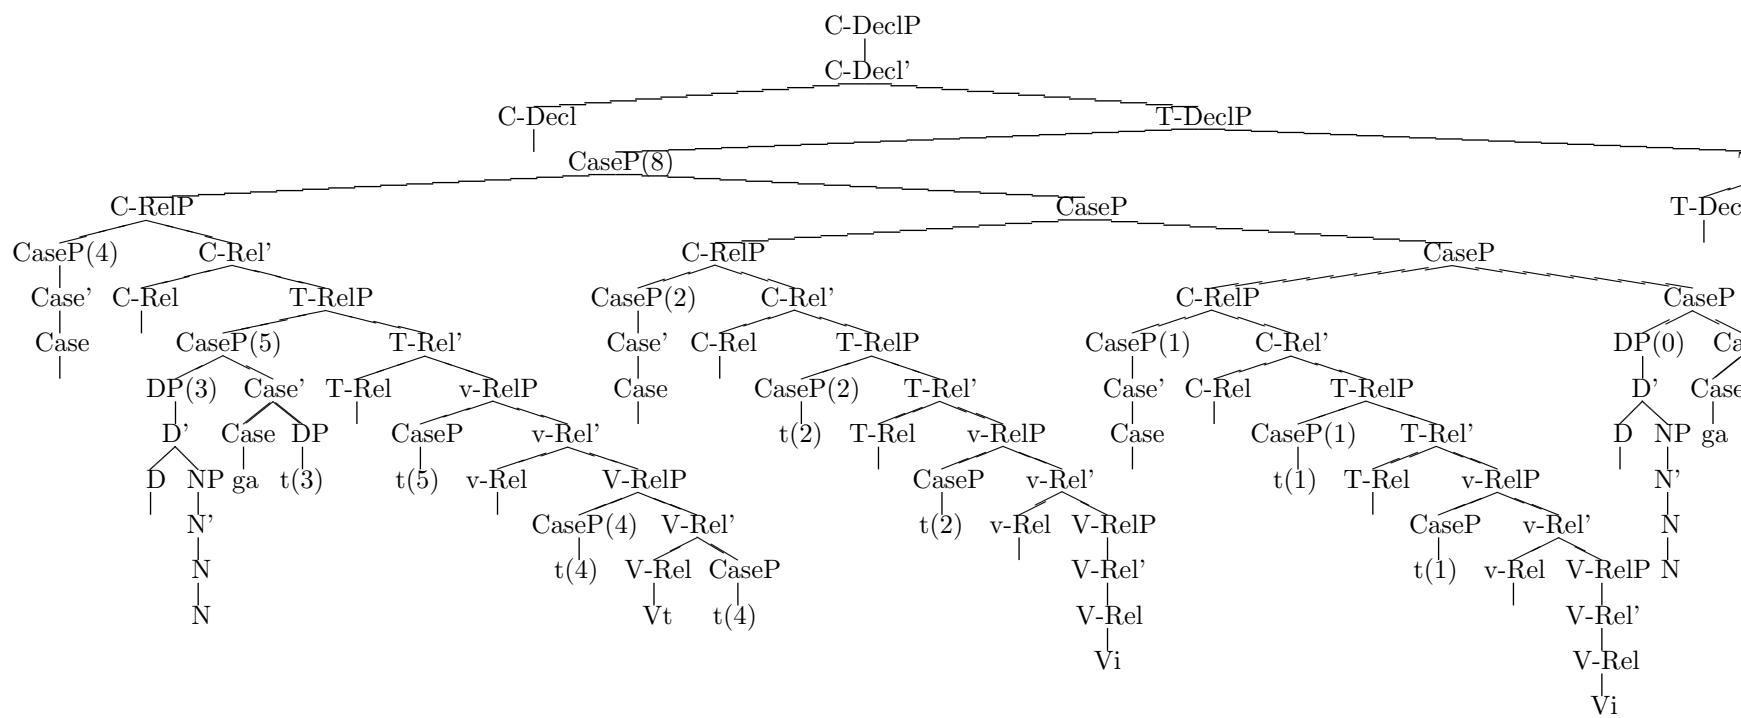 C-DeclP
C-Decl'
C-Decl T-DeclP
CaseP(8)
C-RelP CaseP T-Dec
CaseP(4) C-Rel' C-RelP CaseP
Case' C-Rel T-RelP CaseP(2) C-Rel' C-RelP CaseP
Case CaseP(5) T-Rel' Case' C-Rel T-RelP CaseP(1) C-Rel' DP(0) Ca
DP(3) Case' T-Rel v-RelP Case CaseP(2) T-Rel' Case' C-Rel T-RelP D' Case
D' Case DP CaseP v-Rel' t(2) T-Rel v-RelP Case CaseP(1) T-Rel' D NP ga
D NP ga t(3) t(5) v-Rel V-RelP CaseP v-Rel' t(1) T-Rel v-RelP N'
N' CaseP(4) V-Rel' t(2) v-Rel V-RelP CaseP v-Rel' N
N t(4) V-Rel CaseP V-Rel' t(1) v-Rel V-RelP N
N Vt t(4) V-Rel V-Rel'
Vi V-Rel
Vi